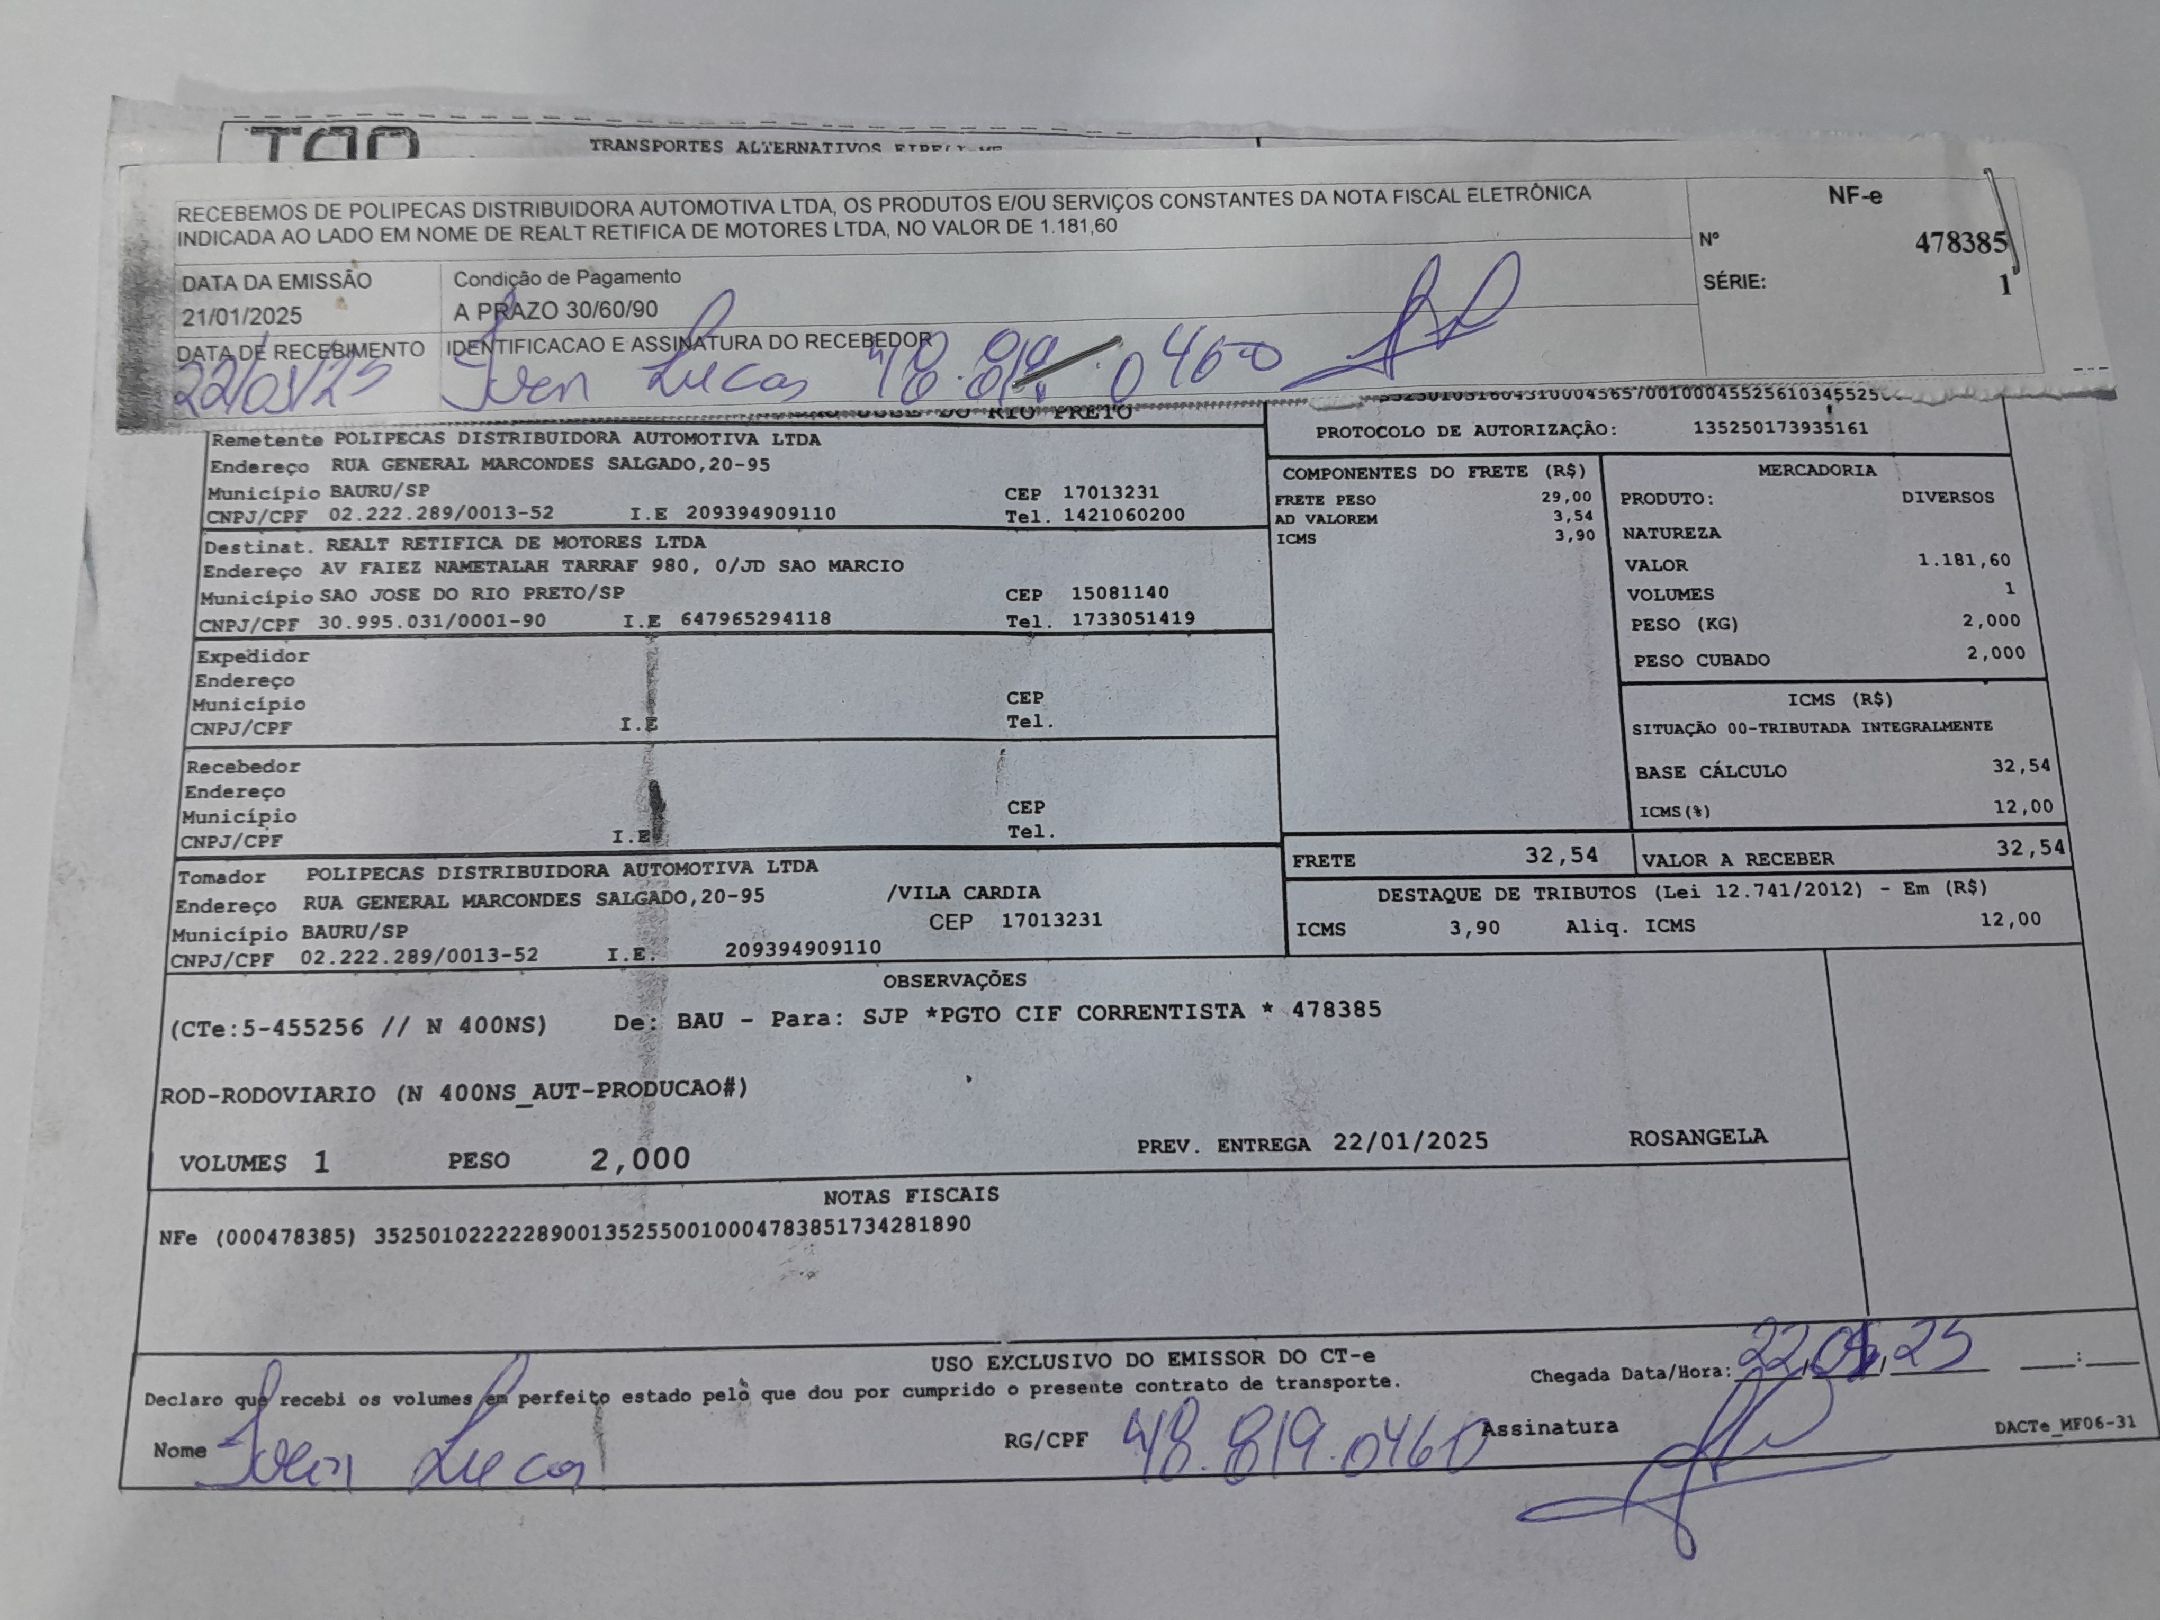 TRANSPORTES ALTERNATIVOS EIRELI ME
RECEBEMOS DE POLIPECAS DISTRIBUIDORA AUTOMOTIVA LTDA, OS PRODUTOS E/OU SERVIÇOS CONSTANTES DA NOTA FISCAL ELETRÔNICA
INDICADA AO LADO EM NOME DE REALT RETIFICA DE MOTORES LTDA, NO VALOR DE 1.181,60
NF-e
Nº 478385
SÉRIE: 1
DATA DA EMISSÃO
21/01/2025
Condição de Pagamento
A PRAZO 30/60/90
DATA DE RECEBIMENTO
22/01/25
IDENTIFICACAO E ASSINATURA DO RECEBEDOR
Lucas 48.819.0460
RIO PRETO
PROTOCOLO DE AUTORIZAÇÃO: 135250173935161
Remetente POLIPECAS DISTRIBUIDORA AUTOMOTIVA LTDA
Endereço RUA GENERAL MARCONDES SALGADO,20-95
Município BAURU/SP CEP 17013231
CNPJ/CPF 02.222.289/0013-52 I.E 209394909110 Tel. 1421060200
Destinat. REALT RETIFICA DE MOTORES LTDA
Endereço AV FAIEZ NAMETALAH TARRAF 980, 0/JD SAO MARCIO
Município SAO JOSE DO RIO PRETO/SP CEP 15081140
CNPJ/CPF 30.995.031/0001-90 I.E 647965294118 Tel. 1733051419
Expedidor
Endereço
Município CEP
CNPJ/CPF I.E Tel.
Recebedor
Endereço
Município CEP
CNPJ/CPF I.E Tel.
Tomador POLIPECAS DISTRIBUIDORA AUTOMOTIVA LTDA
Endereço RUA GENERAL MARCONDES SALGADO,20-95 /VILA CARDIA
Município BAURU/SP CEP 17013231
CNPJ/CPF 02.222.289/0013-52 I.E. 209394909110
COMPONENTES DO FRETE (R$)
FRETE PESO 29,00
AD VALOREM 3,54
ICMS 3,90
MERCADORIA
PRODUTO: DIVERSOS
NATUREZA
VALOR 1.181,60
VOLUMES 1
PESO (KG) 2,000
PESO CUBADO 2,000
ICMS (R$)
SITUAÇÃO 00-TRIBUTADA INTEGRALMENTE
BASE CÁLCULO 32,54
ICMS(%) 12,00
FRETE 32,54 VALOR A RECEBER 32,54
DESTAQUE DE TRIBUTOS (Lei 12.741/2012) - Em (R$)
ICMS 3,90 Aliq. ICMS 12,00
OBSERVAÇÕES
(CTe:5-455256 // N 400NS) De: BAU - Para: SJP *PGTO CIF CORRENTISTA * 478385
ROD-RODOVIARIO (N 400NS_AUT-PRODUCAO#)
VOLUMES 1 PESO 2,000 PREV. ENTREGA 22/01/2025 ROSANGELA
NOTAS FISCAIS
NFe (000478385) 35250102222289001352550010004783851734281890
USO EXCLUSIVO DO EMISSOR DO CT-e
Declaro que recebi os volumes em perfeito estado pelo que dou por cumprido o presente contrato de transporte.
Chegada Data/Hora: 22/01/25 ___:___
Nome Lucas RG/CPF 48.819.0460 Assinatura
DACTe_MF06-31